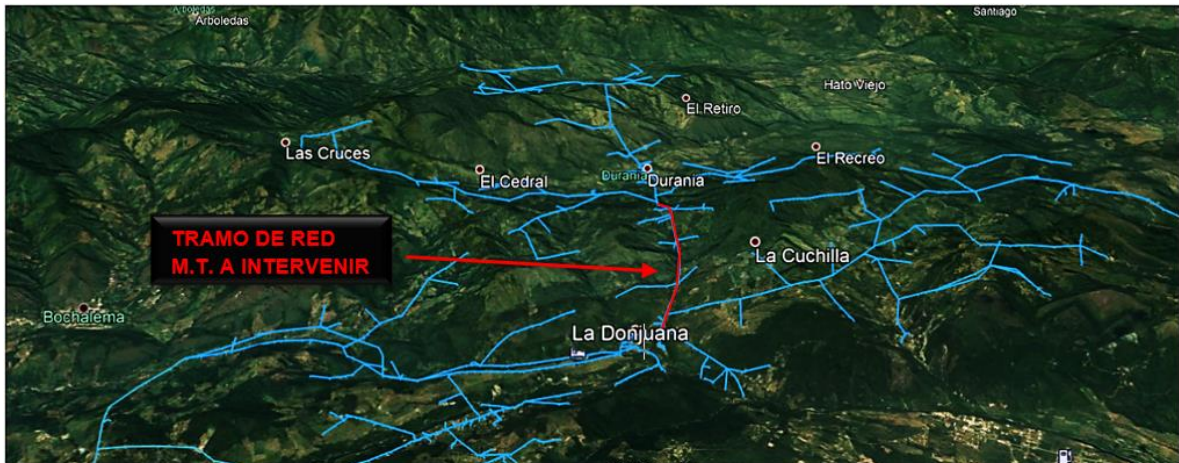 Arboledas
Arboledas
Santiago
Hato Viejo
El Retiro
Las Cruces
El Recreo
El Cedral
Durania
Durania
TRAMO DE RED
M.T. A INTERVENIR
La Cuchilla
Bochalema
La Donjuana